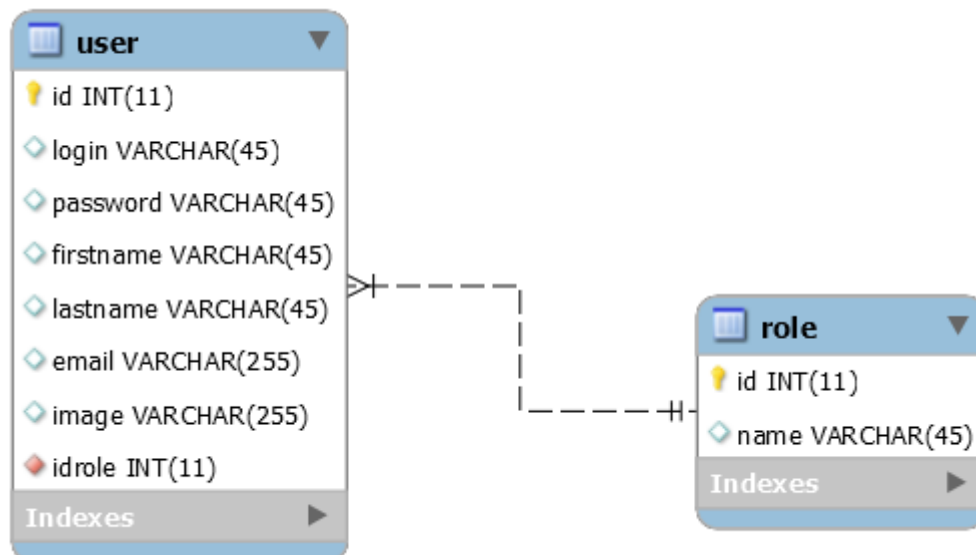 user
id INT(11)
login VARCHAR(45)
password VARCHAR(45)
firstname VARCHAR(45)
lastname VARCHAR(45)
email VARCHAR(255)
image VARCHAR(255)
idrole INT(11)
Indexes
role
id INT(11)
name VARCHAR(45)
Indexes